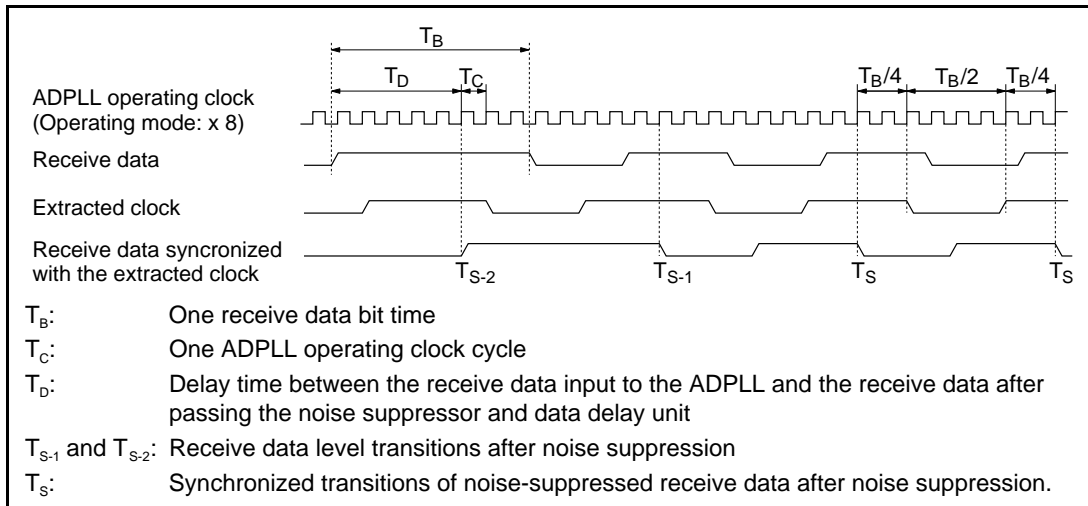 T_B
T_D T_C T_B/4 T_B/2 T_B/4
ADPLL operating clock
(Operating mode: x 8)
Receive data
Extracted clock
Receive data syncronized
with the extracted clock
T_S-2 T_S-1 T_S T_S
T_B: One receive data bit time
T_C: One ADPLL operating clock cycle
T_D: Delay time between the receive data input to the ADPLL and the receive data after
passing the noise suppressor and data delay unit
T_S-1 and T_S-2: Receive data level transitions after noise suppression
T_S: Synchronized transitions of noise-suppressed receive data after noise suppression.